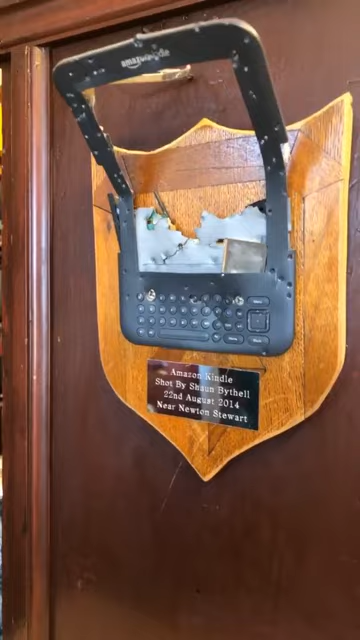 amazonkindle
Amazon Kindle
Shot By Shaun Bythell
22nd August 2014
Near Newton Stewart